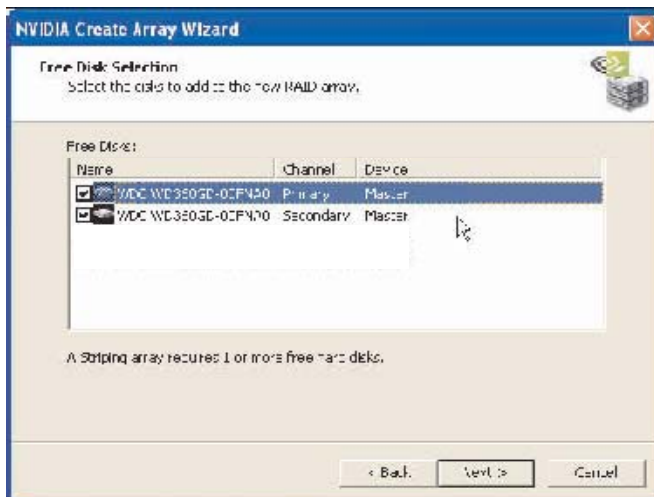 NVIDIA Create Array Wizard
Free Disk Selection
Select the disks to add to the new RAID array.
Free Disks:
Name Channel Device
WDC WD360GD-00FNA0 Primary Master
WDC WD360GD-00FNA0 Secondary Master
A Striping array requires 1 or more free hard disks.
< Back Next > Cancel